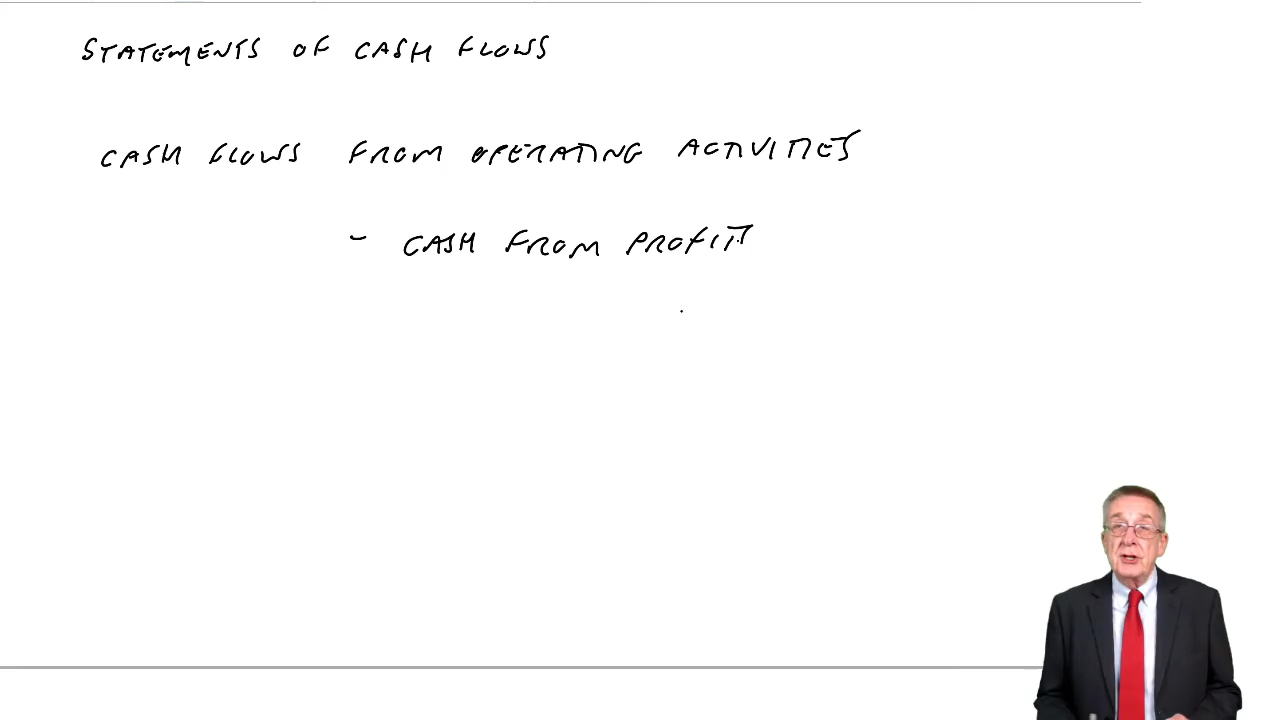 STATEMENTS OF CASH FLOWS
CASH FLOWS FROM OPERATING ACTIVITIES
- CASH FROM PROFIT